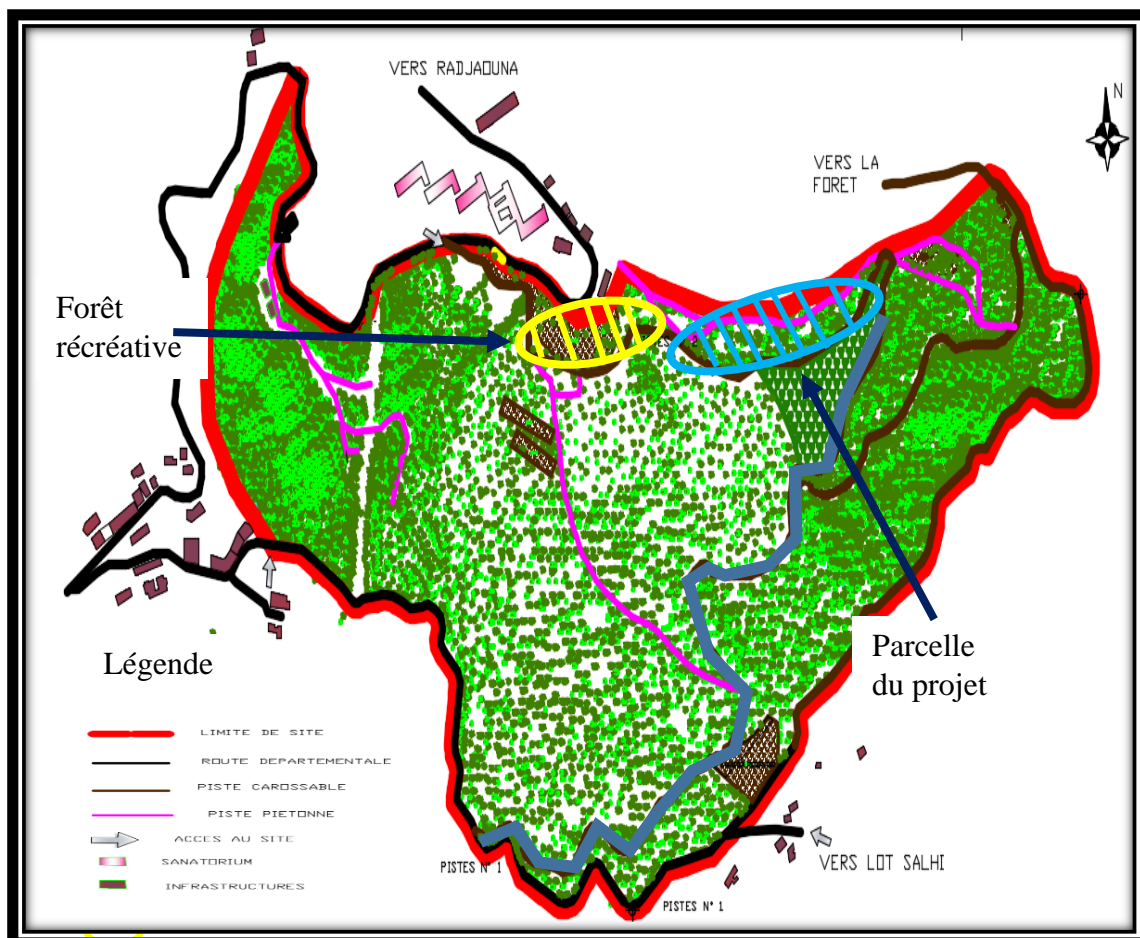 VERS RADJAOUNA
N
VERS LA
FORET
Forêt
récréative
Parcelle
du projet
Légende
LIMITE DE SITE
ROUTE DEPARTEMENTALE
PISTE CAROSSABLE
PISTE PIETONNE
ACCES AU SITE
SANATORIUM
INFRASTRUCTURES
PISTES N° 1
PISTES N° 1
VERS LOT SALHI